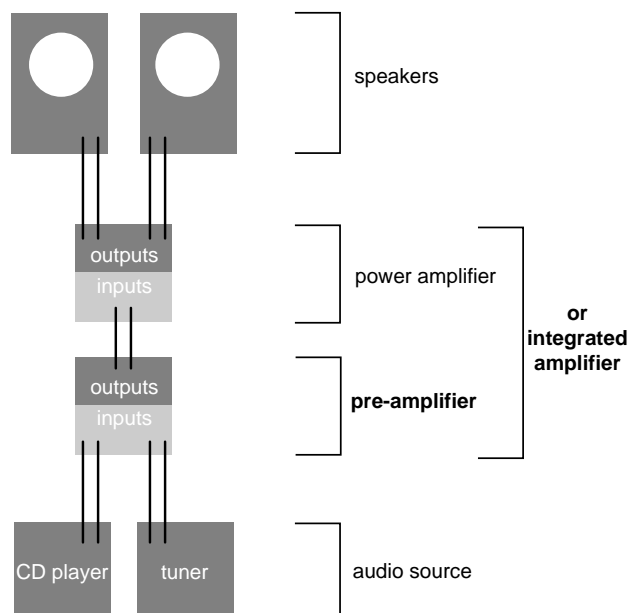 speakers
outputs
inputs
power amplifier
or
integrated
amplifier
outputs
inputs
pre-amplifier
CD player
tuner
audio source